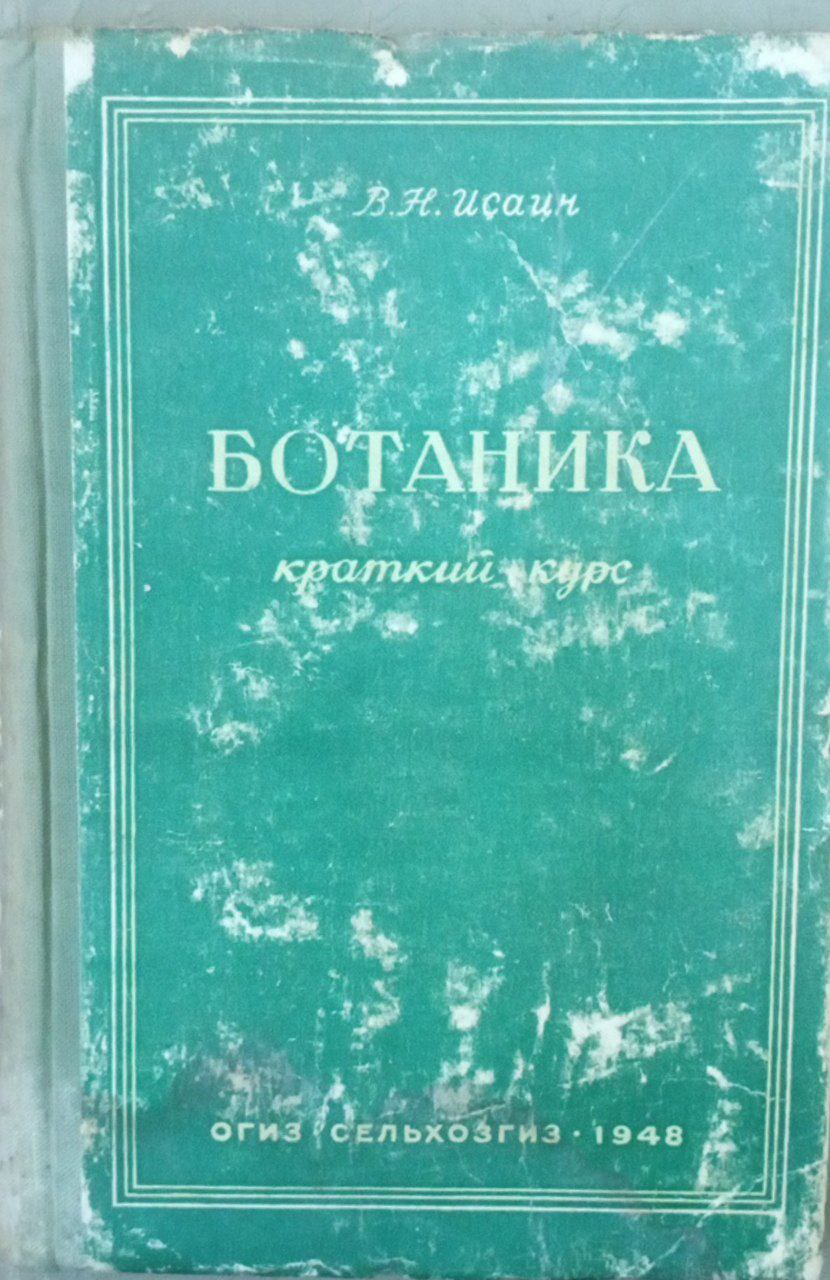 В. Н. Исаин
БОТАНИКА
краткий курс
ОГИЗ СЕЛЬХОЗГИЗ · 1948